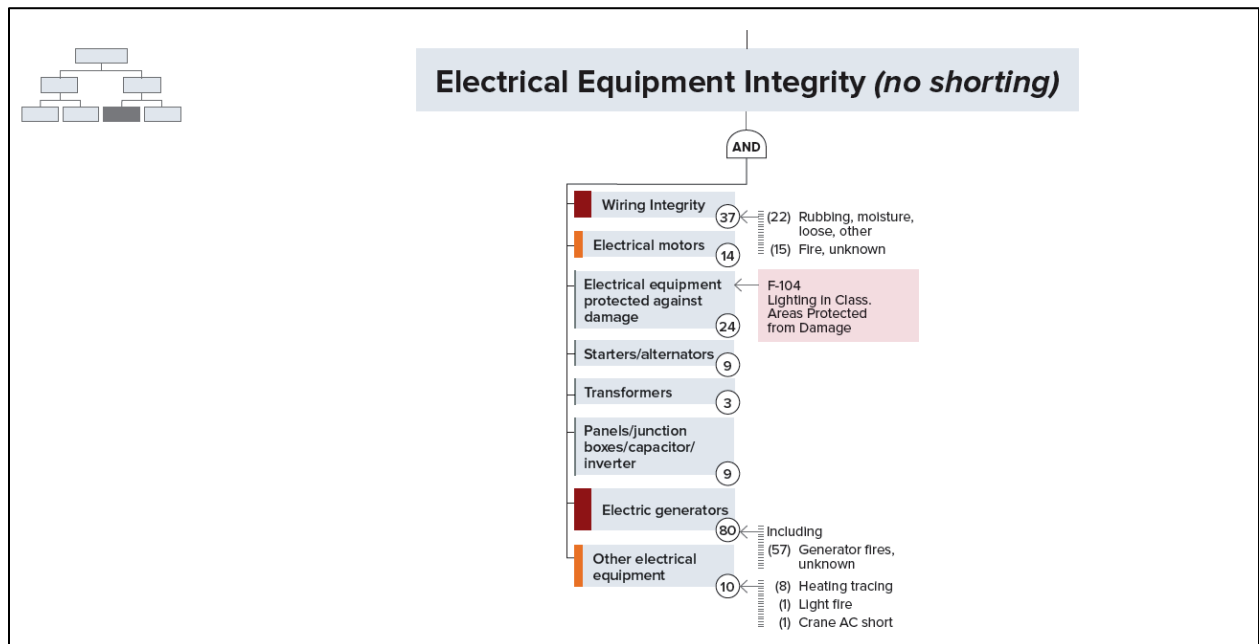 Electrical Equipment Integrity (no shorting)
AND
Wiring Integrity
37
(22) Rubbing, moisture,
loose, other
(15) Fire, unknown
Electrical motors
14
Electrical equipment
protected against
damage
24
F-104
Lighting in Class.
Areas Protected
from Damage
Starters/alternators
9
Transformers
3
Panels/junction
boxes/capacitor/
inverter
9
Electric generators
80
Including
(57) Generator fires,
unknown
Other electrical
equipment
10
(8) Heating tracing
(1) Light fire
(1) Crane AC short